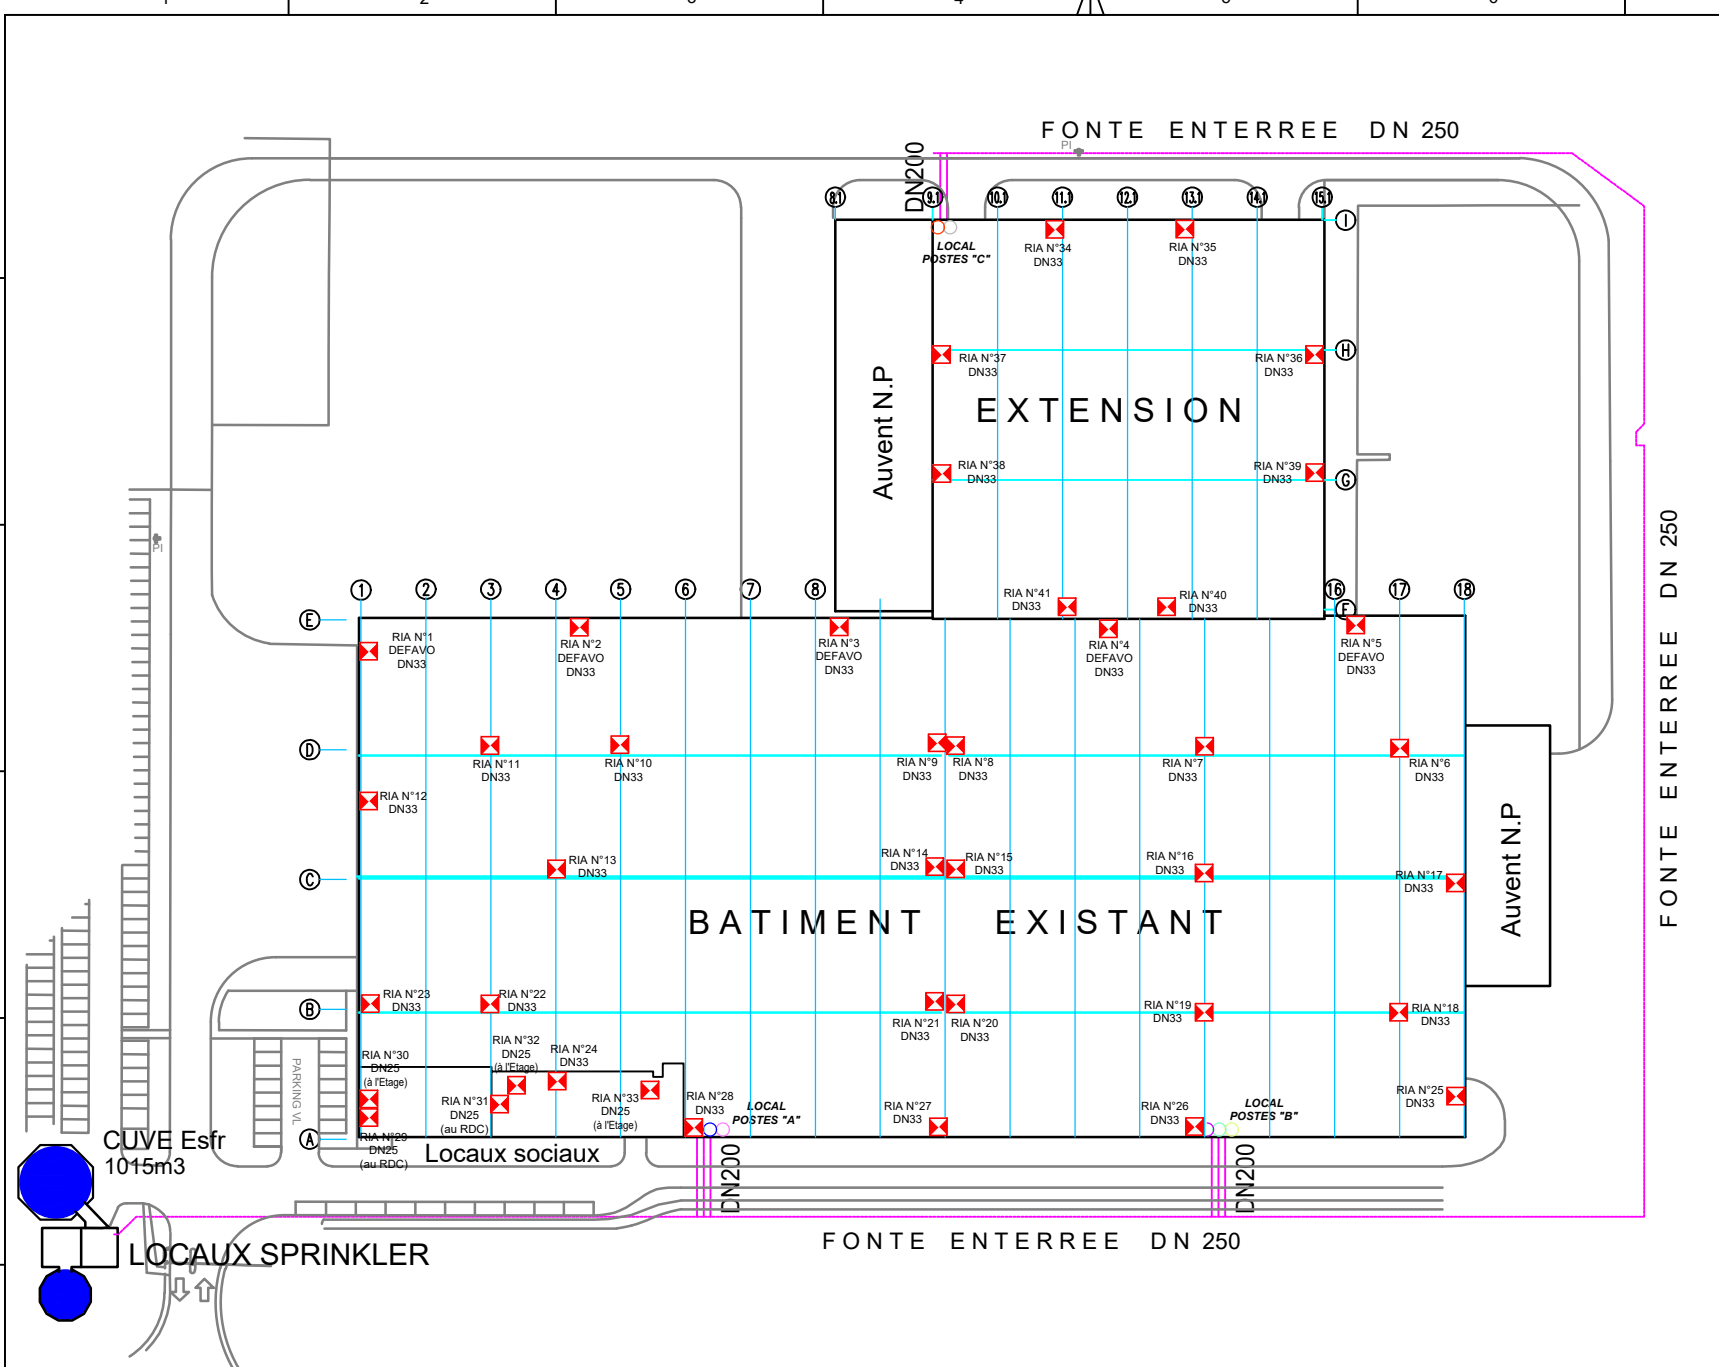 FONTE ENTERREE DN 250
PI
DN200
8.1
9.1
10.1
11.1
12.1
13.1
14.1
15.1
I
LOCAL
POSTES "C"
RIA N°34
DN33
RIA N°35
DN33
H
RIA N°37
DN33
RIA N°36
DN33
Auvent N.P
EXTENSION
RIA N°38
DN33
RIA N°39
DN33
G
FONTE ENTERREE DN 250
PI
1
2
3
4
5
6
7
8
16
17
18
RIA N°41
DN33
RIA N°40
DN33
F
E
RIA N°1
DEFAVO
DN33
RIA N°2
DEFAVO
DN33
RIA N°3
DEFAVO
DN33
RIA N°4
DEFAVO
DN33
RIA N°5
DEFAVO
DN33
D
RIA N°11
DN33
RIA N°10
DN33
RIA N°9
DN33
RIA N°8
DN33
RIA N°7
DN33
RIA N°6
DN33
RIA N°12
DN33
Auvent N.P
C
RIA N°13
DN33
RIA N°14
DN33
RIA N°15
DN33
RIA N°16
DN33
RIA N°17
DN33
BATIMENT EXISTANT
B
RIA N°23
DN33
RIA N°22
DN33
RIA N°21
DN33
RIA N°20
DN33
RIA N°19
DN33
RIA N°18
DN33
RIA N°30
DN25
(à l'Etage)
RIA N°32
DN25
(à l'Etage)
RIA N°24
DN33
PARKING VL
RIA N°31
DN25
(au RDC)
RIA N°33
DN25
(à l'Etage)
RIA N°28
DN33
LOCAL
POSTES "A"
RIA N°27
DN33
RIA N°26
DN33
LOCAL
POSTES "B"
RIA N°25
DN33
A
RIA N°29
DN25
(au RDC)
Locaux sociaux
CUVE Esfr
1015m3
DN200
DN200
FONTE ENTERREE DN 250
LOCAUX SPRINKLER